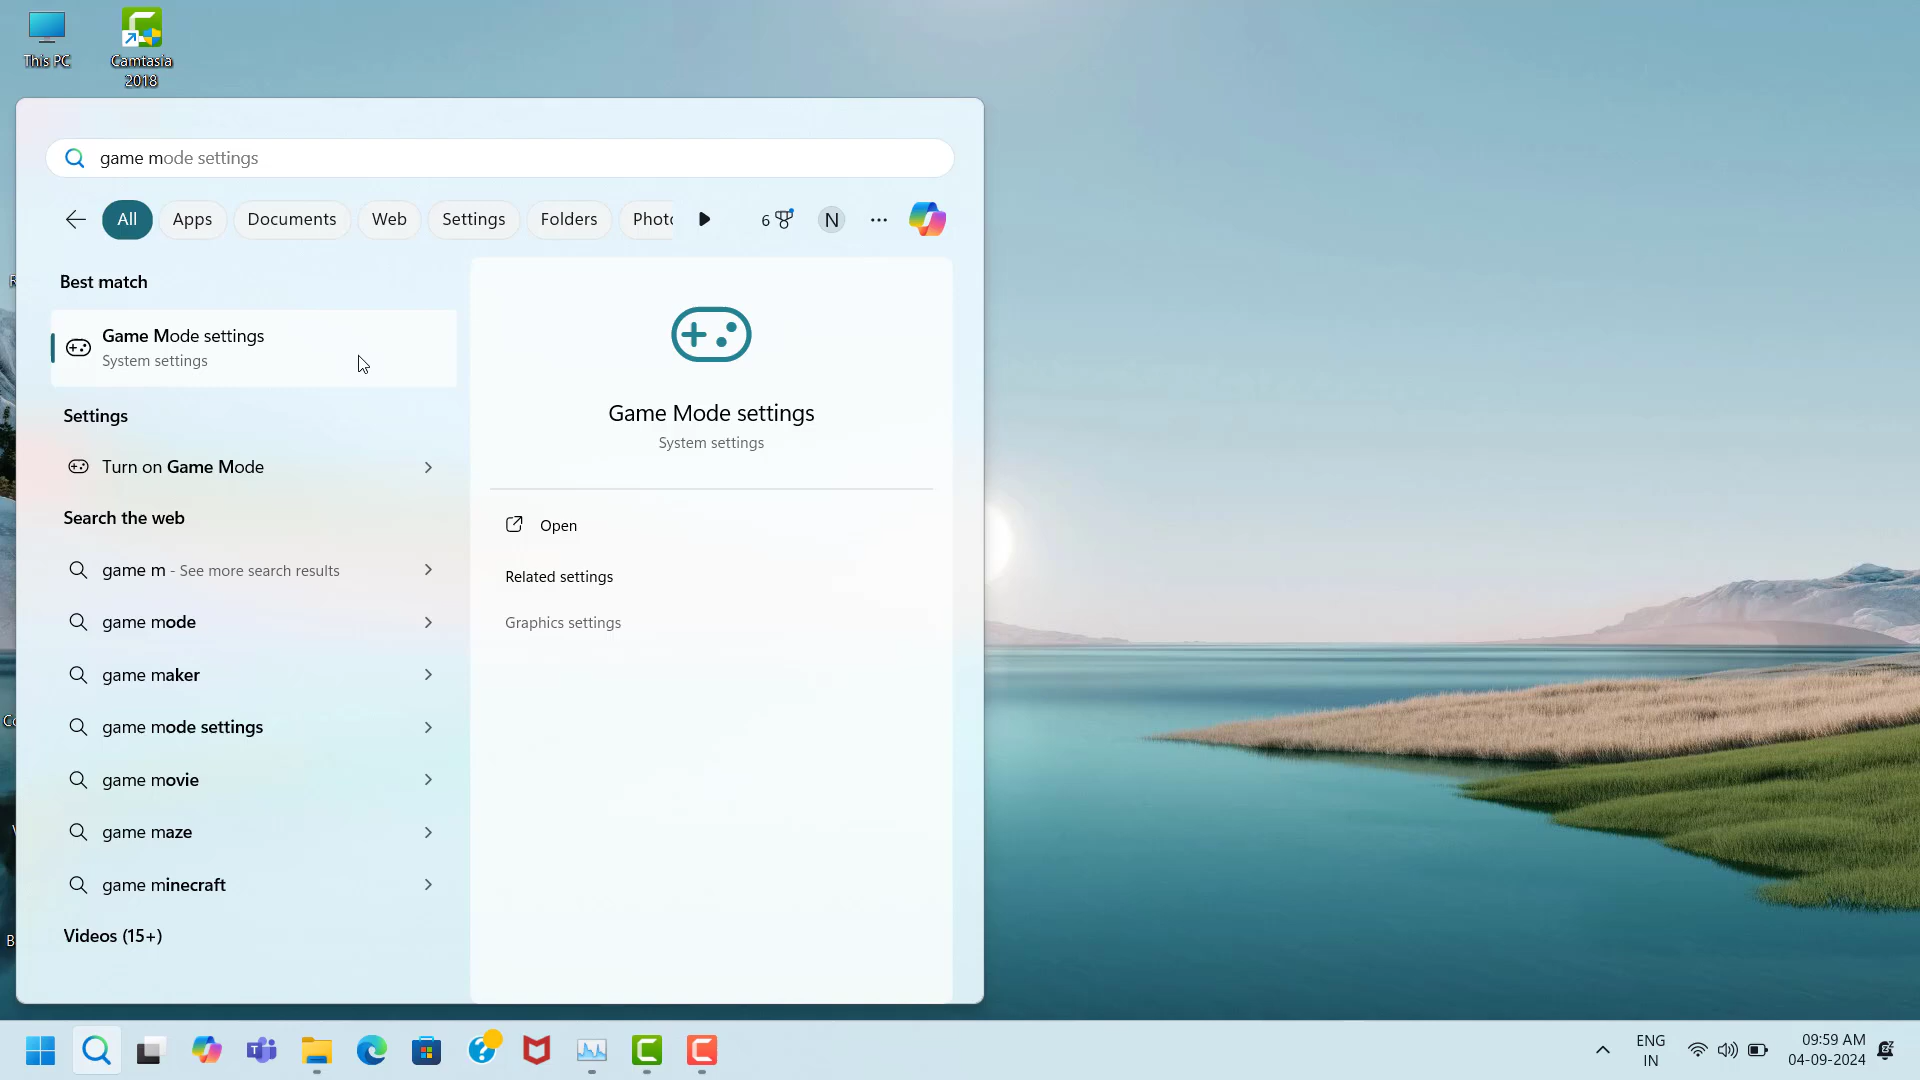 This PC
Camtasia
2018
game mode settings
All
Apps
Documents
Web
Settings
Folders
Photo
6
N
Best match
Game Mode settings
System settings
Settings
Turn on Game Mode
Search the web
game m - See more search results
game mode
game maker
game mode settings
game movie
game maze
game minecraft
Videos (15+)
Game Mode settings
System settings
Open
Related settings
Graphics settings
ENG
IN
09:59 AM
04-09-2024